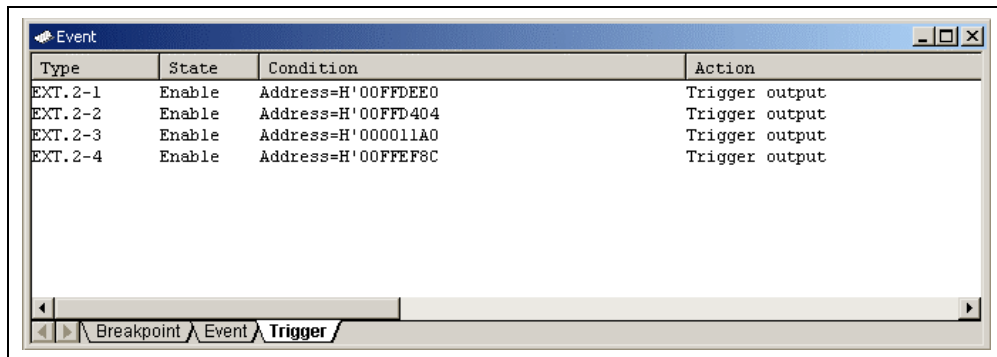 Event
Type State Condition Action
EXT.2-1 Enable Address=H'00FFDEE0 Trigger output
EXT.2-2 Enable Address=H'00FFD404 Trigger output
EXT.2-3 Enable Address=H'000011A0 Trigger output
EXT.2-4 Enable Address=H'00FFEF8C Trigger output
Breakpoint Event Trigger